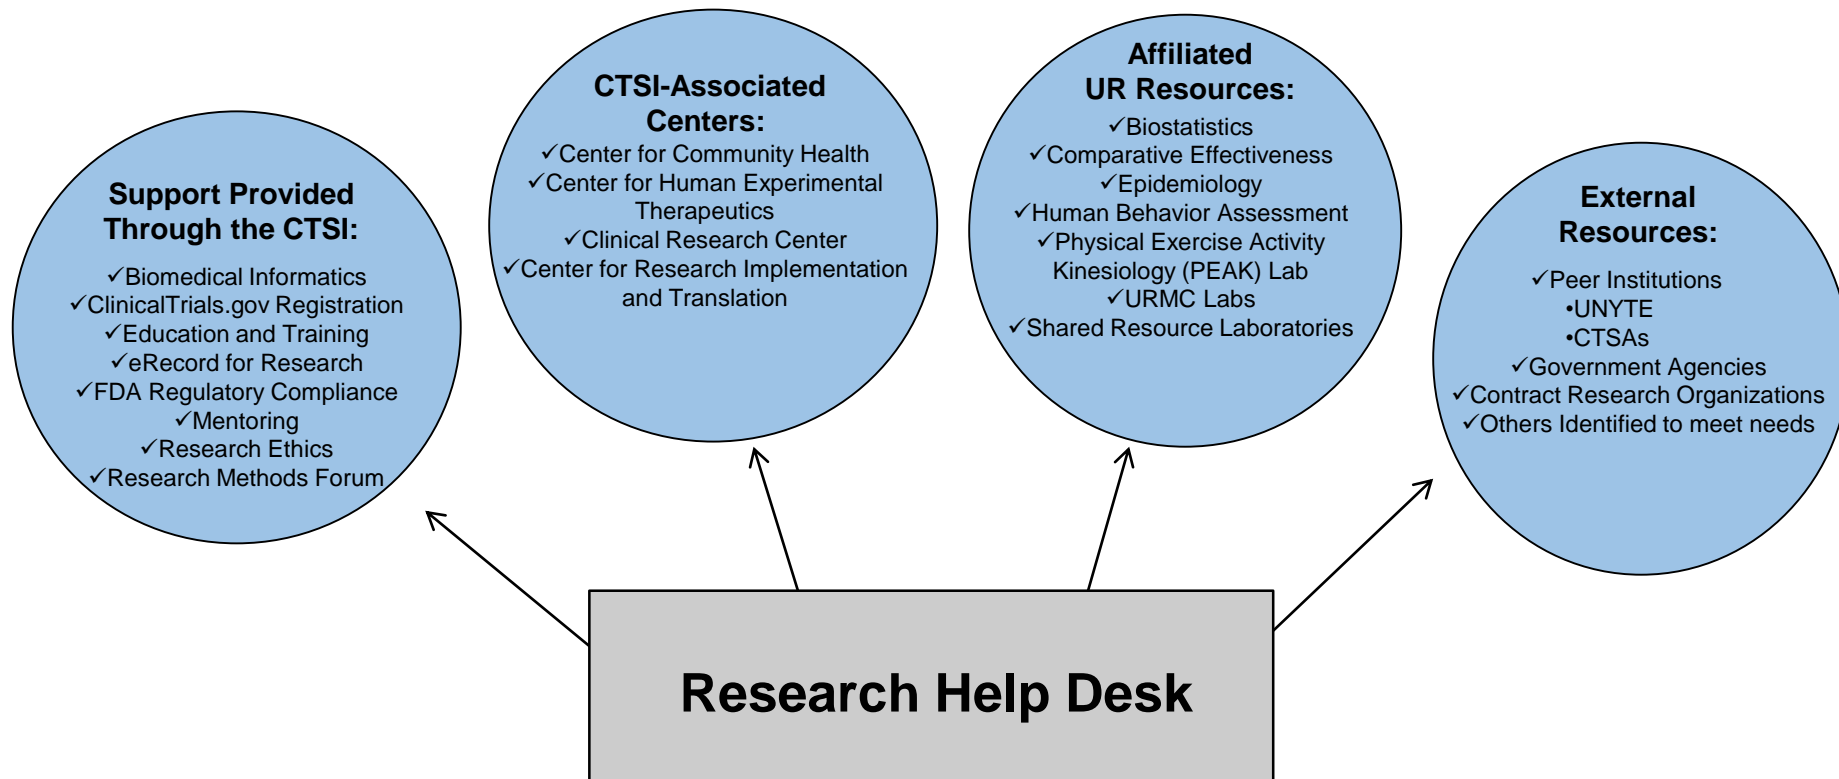 Support Provided
Through the CTSI:
✓Biomedical Informatics
✓ClinicalTrials.gov Registration
✓Education and Training
✓eRecord for Research
✓FDA Regulatory Compliance
✓Mentoring
✓Research Ethics
✓Research Methods Forum
CTSI-Associated
Centers:
✓Center for Community Health
✓Center for Human Experimental
Therapeutics
✓Clinical Research Center
✓Center for Research Implementation
and Translation
Affiliated
UR Resources:
✓Biostatistics
✓Comparative Effectiveness
✓Epidemiology
✓Human Behavior Assessment
✓Physical Exercise Activity
Kinesiology (PEAK) Lab
✓URMC Labs
✓Shared Resource Laboratories
External
Resources:
✓Peer Institutions
•UNYTE
•CTSAs
✓Government Agencies
✓Contract Research Organizations
✓Others Identified to meet needs
Research Help Desk